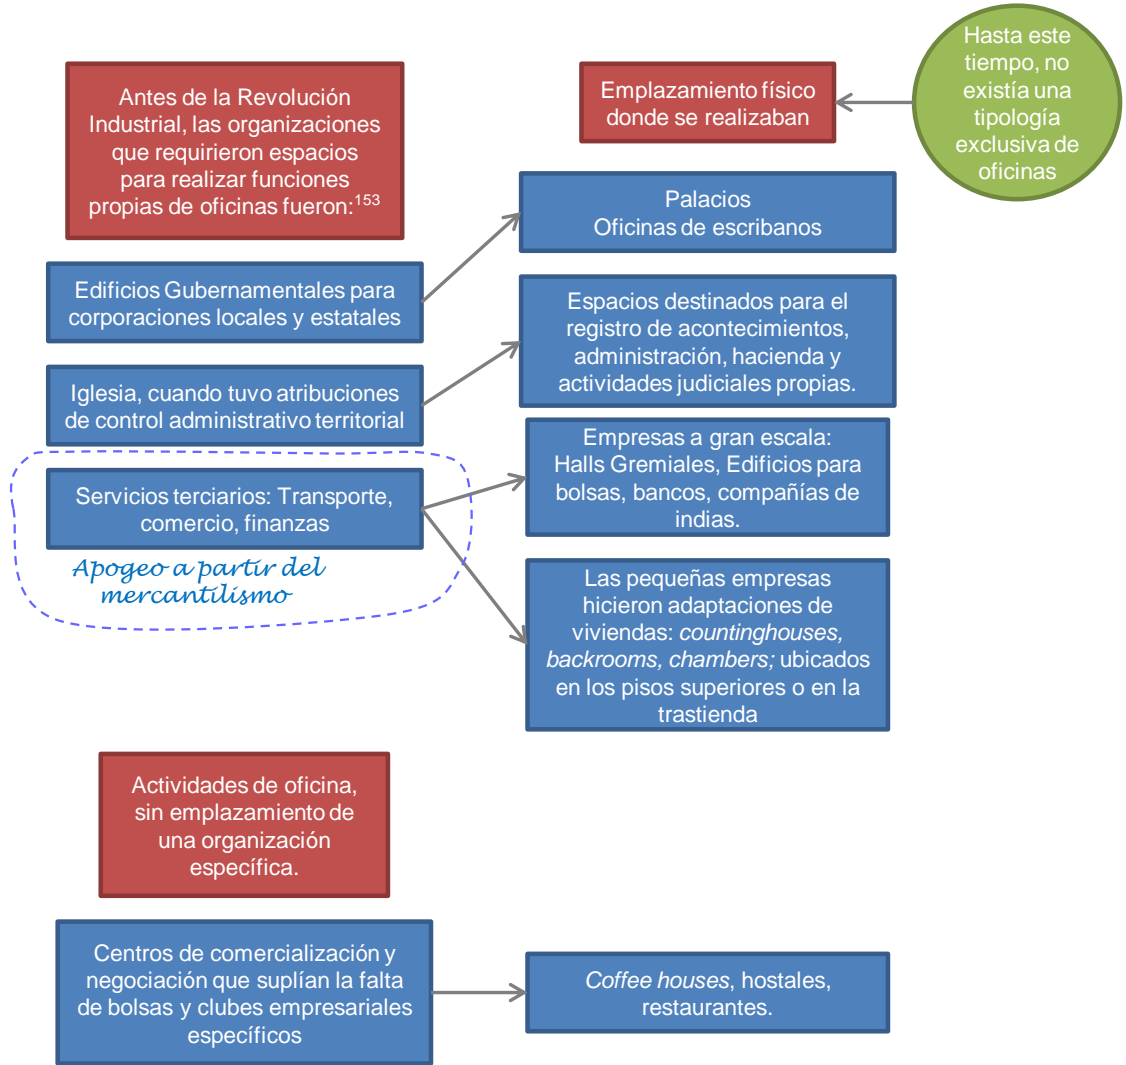 Antes de la Revolución
Industrial, las organizaciones
que requirieron espacios
para realizar funciones
propias de oficinas fueron:153
Emplazamiento físico
donde se realizaban
Hasta este
tiempo, no
existía una
tipología
exclusiva de
oficinas
Edificios Gubernamentales para
corporaciones locales y estatales
Palacios
Oficinas de escribanos
Iglesia, cuando tuvo atribuciones
de control administrativo territorial
Espacios destinados para el
registro de acontecimientos,
administración, hacienda y
actividades judiciales propias.
Servicios terciarios: Transporte,
comercio, finanzas
Apogeo a partir del
mercantilismo
Empresas a gran escala:
Halls Gremiales, Edificios para
bolsas, bancos, compañías de
indias.
Las pequeñas empresas
hicieron adaptaciones de
viviendas: countinghouses,
backrooms, chambers; ubicados
en los pisos superiores o en la
trastienda
Actividades de oficina,
sin emplazamiento de
una organización
específica.
Centros de comercialización y
negociación que suplían la falta
de bolsas y clubes empresariales
específicos
Coffee houses, hostales,
restaurantes.